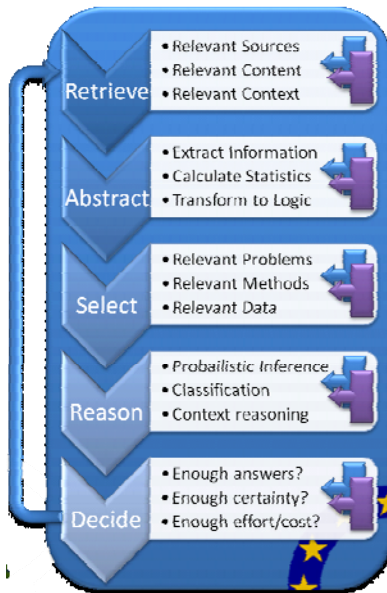 Retrieve
• Relevant Sources
• Relevant Content
• Relevant Context
Abstract
• Extract Information
• Calculate Statistics
• Transform to Logic
Select
• Relevant Problems
• Relevant Methods
• Relevant Data
Reason
• Probailistic Inference
• Classification
• Context reasoning
Decide
• Enough answers?
• Enough certainty?
• Enough effort/cost?